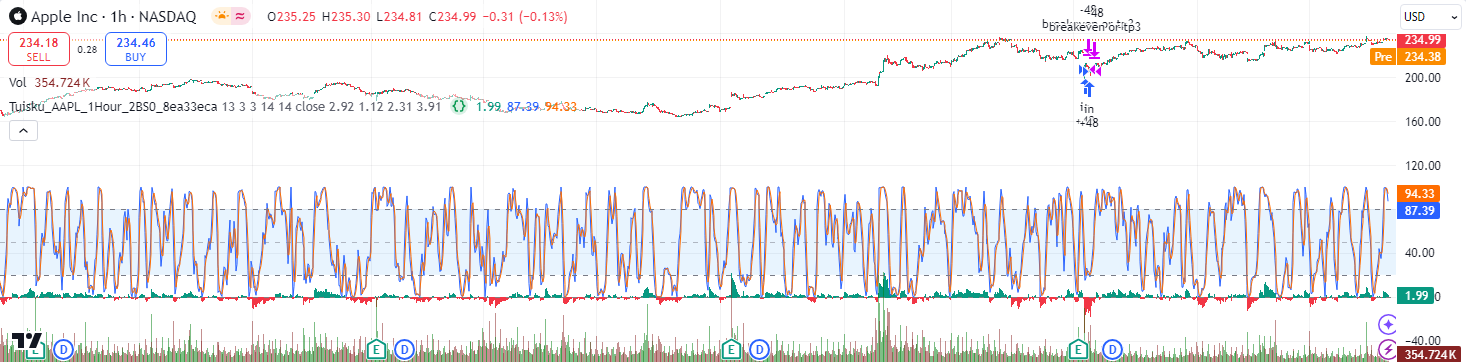 Apple Inc · 1h · NASDAQ O235.25 H235.30 L234.81 C234.99 −0.31 (−0.13%)
USD
234.18 SELL
0.28
234.46 BUY
Vol 354.724K
Tuisku_AAPL_1Hour_2BS0_8ea33eca 13 3 3 14 14 close 2.92 1.12 2.31 3.91 {} 1.99 87.39 94.33
-48
breakeven or tp3
in
+48
234.99
Pre 234.38
200.00
160.00
120.00
94.33
87.39
40.00
1.99
−40.00
354.724K
E D E D E D E D